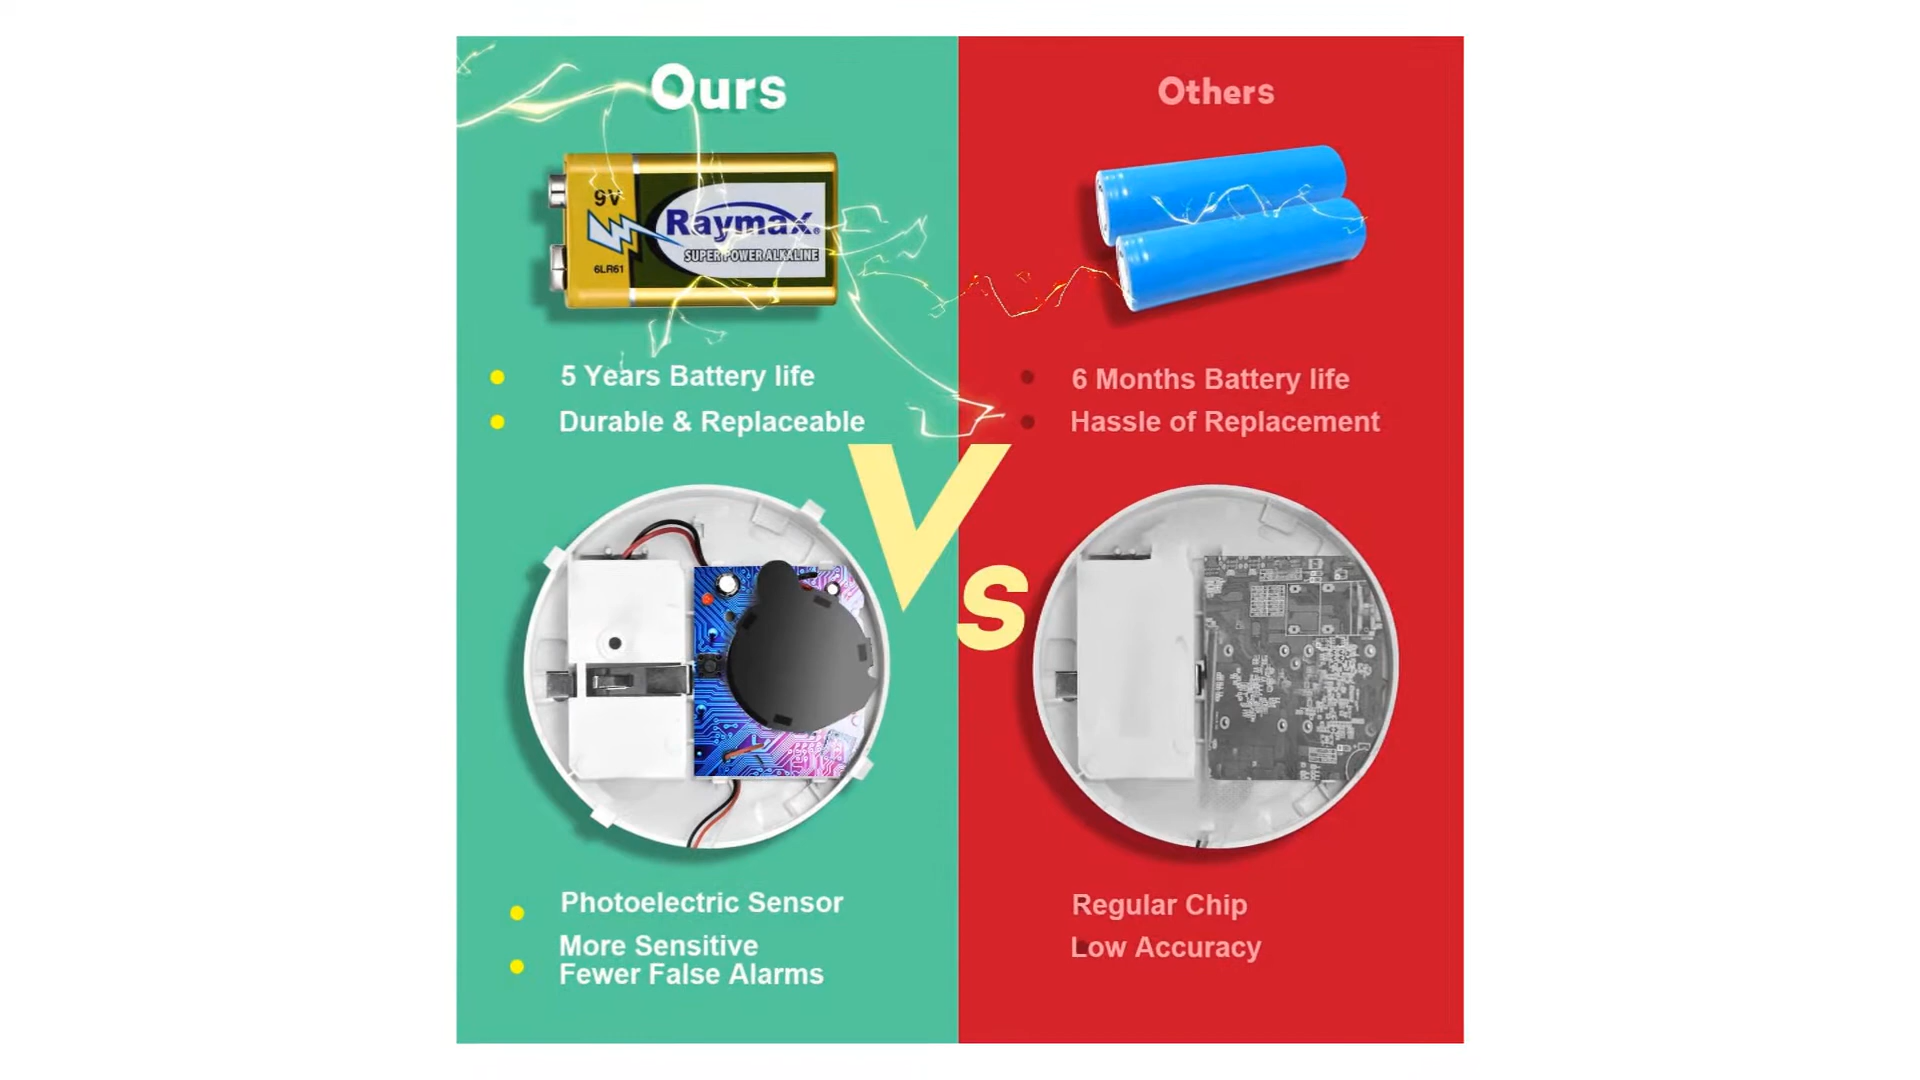 Ours
9V
Raymax
SUPER POWER ALKALINE
6LR61
5 Years Battery life
Durable & Replaceable
Others
6 Months Battery life
Hassle of Replacement
Vs
Photoelectric Sensor
More Sensitive
Fewer False Alarms
Regular Chip
Low Accuracy